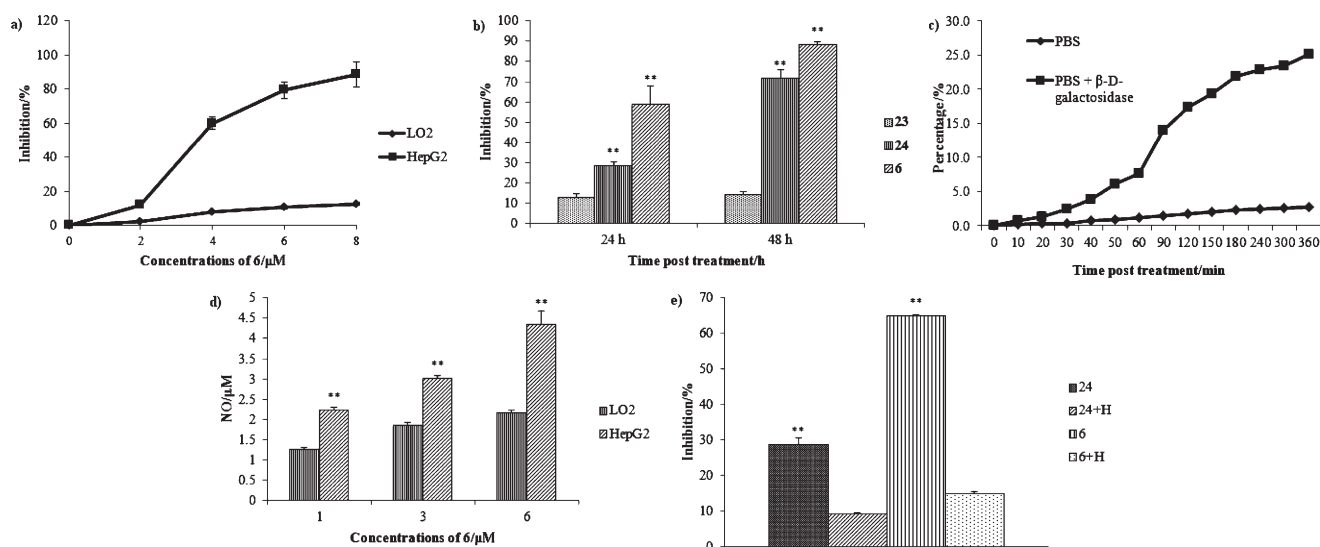 a)
120
100
80
60
40
20
0
Inhibition/%
0 2 4 6 8
Concentrations of 6/μM
LO2
HepG2
b)
100
90
80
70
60
50
40
30
20
10
0
Inhibition/%
**
**
**
**
24 h 48 h
Time post treatment/h
23
24
6
c)
30.0
25.0
20.0
15.0
10.0
5.0
0.0
Percentage/%
PBS
PBS + β-D-
galactosidase
0 10 20 30 40 50 60 90 120 150 180 240 300 360
Time post treatment/min
d)
5
4.5
4
3.5
3
2.5
2
1.5
1
0.5
0
NO/μM
**
**
**
1 3 6
Concentrations of 6/μM
LO2
HepG2
e)
70
60
50
40
30
20
10
0
Inhibition/%
**
**
24
24+H
6
6+H